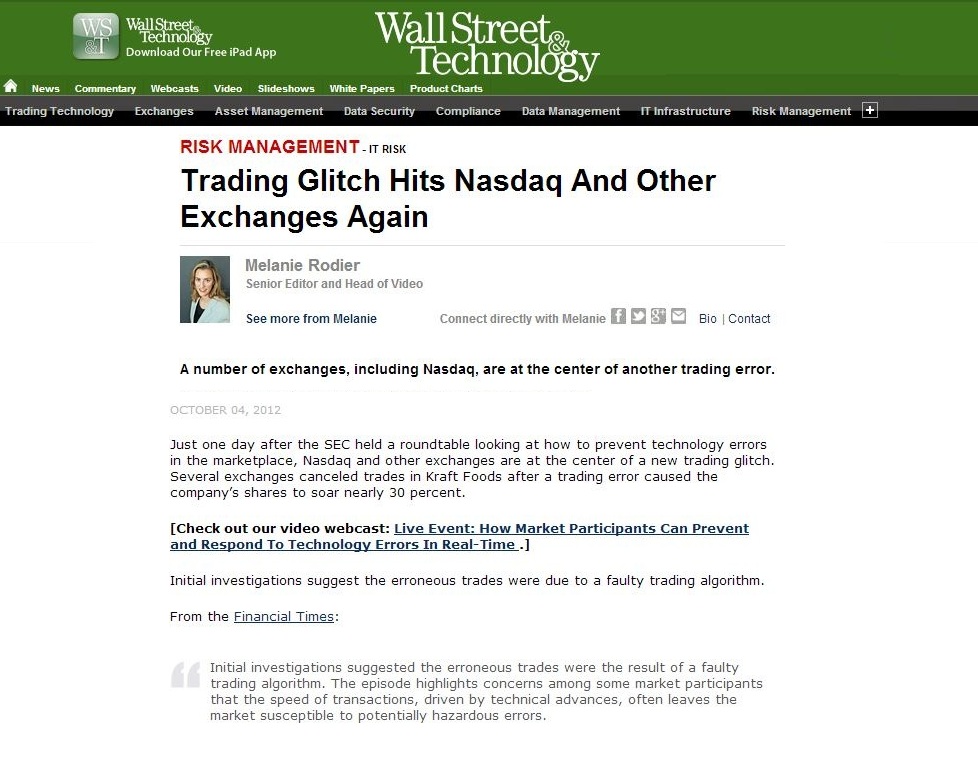 WS&T
Wall Street & Technology
Download Our Free iPad App
Wall Street & Technology
News Commentary Webcasts Video Slideshows White Papers Product Charts
Trading Technology Exchanges Asset Management Data Security Compliance Data Management IT Infrastructure Risk Management +
RISK MANAGEMENT - IT RISK
Trading Glitch Hits Nasdaq And Other
Exchanges Again
Melanie Rodier
Senior Editor and Head of Video
See more from Melanie Connect directly with Melanie f g+ Bio | Contact
A number of exchanges, including Nasdaq, are at the center of another trading error.
OCTOBER 04, 2012
Just one day after the SEC held a roundtable looking at how to prevent technology errors
in the marketplace, Nasdaq and other exchanges are at the center of a new trading glitch.
Several exchanges canceled trades in Kraft Foods after a trading error caused the
company’s shares to soar nearly 30 percent.
[Check out our video webcast: Live Event: How Market Participants Can Prevent
and Respond To Technology Errors In Real-Time .]
Initial investigations suggest the erroneous trades were due to a faulty trading algorithm.
From the Financial Times:
“ Initial investigations suggested the erroneous trades were the result of a faulty
trading algorithm. The episode highlights concerns among some market participants
that the speed of transactions, driven by technical advances, often leaves the
market susceptible to potentially hazardous errors.